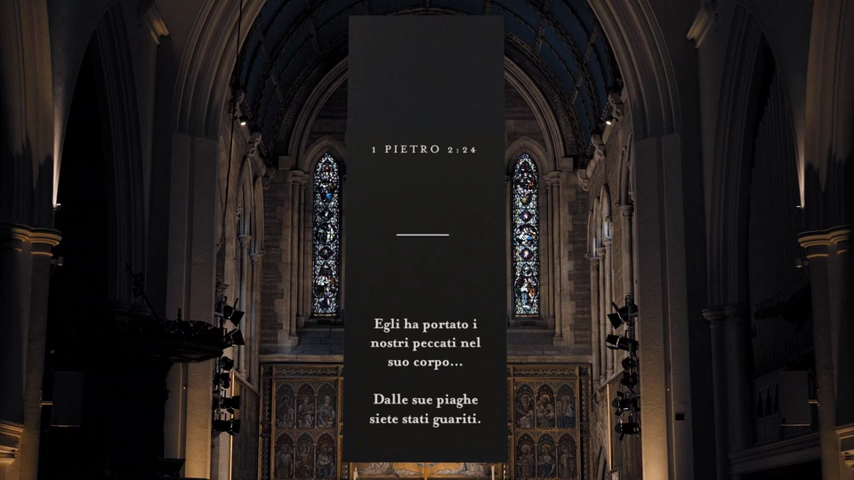 1 PIETRO 2:24
Egli ha portato i
nostri peccati nel
suo corpo...
Dalle sue piaghe
siete stati guariti.